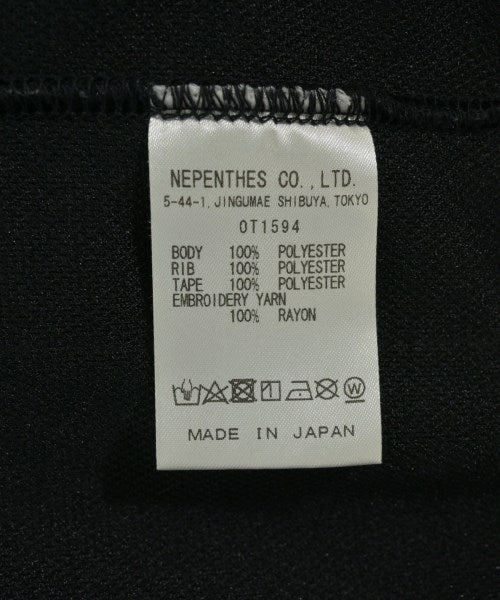 NEPENTHES CO.,LTD.
5-44-1, JINGUMAE SHIBUYA, TOKYO
OT1594
BODY 100% POLYESTER
RIB 100% POLYESTER
TAPE 100% POLYESTER
EMBROIDERY YARN
100% RAYON
W
MADE IN JAPAN